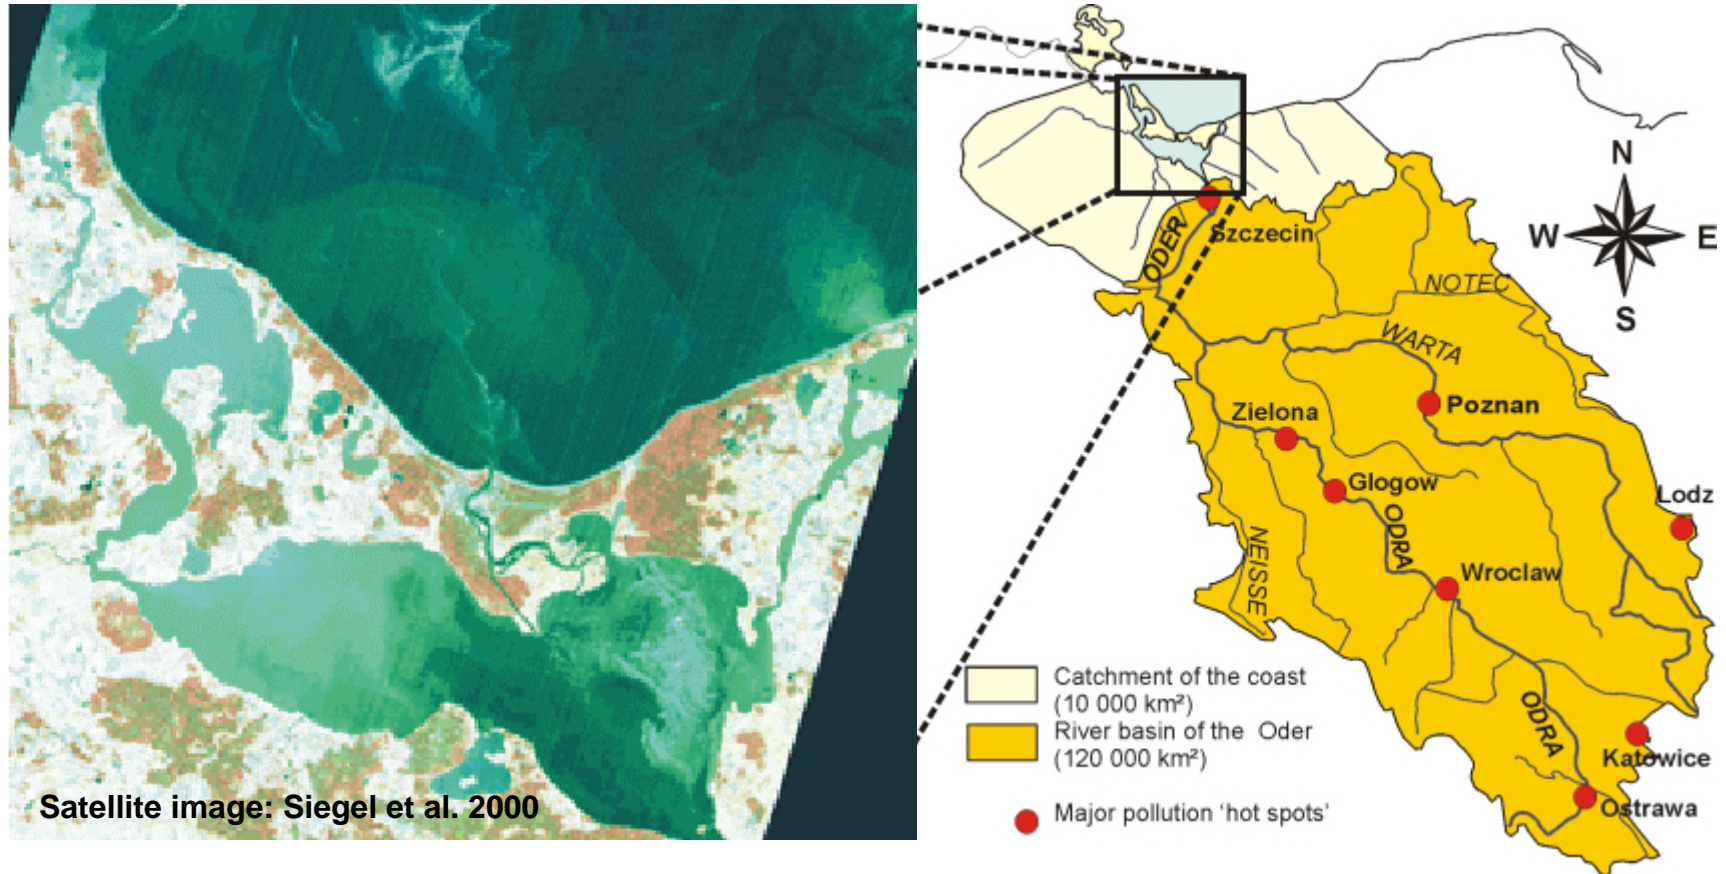 Satellite image: Siegel et al. 2000
N
W
E
S
ODER
Szczecin
NOTEC
WARTA
Zielona
Poznan
Glogow
ODRA
Lodz
NEISSE
Wroclaw
Catchment of the coast
(10 000 km²)
River basin of the Oder
(120 000 km²)
ODRA
Katowice
Major pollution 'hot spots'
Ostrawa